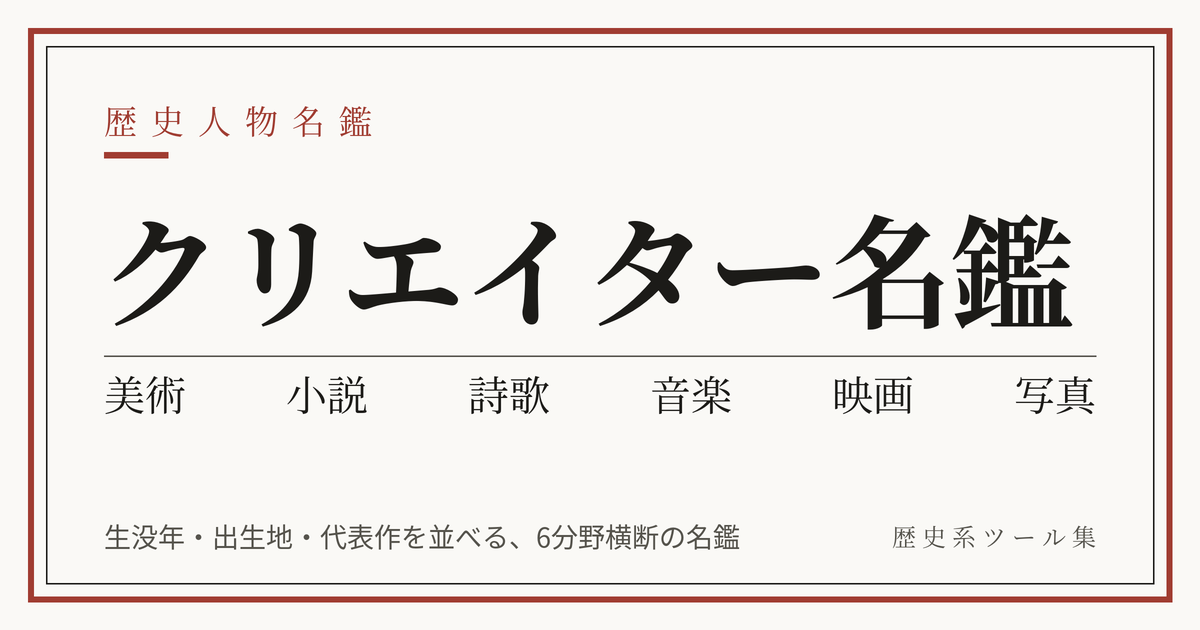 歴史人物名鑑
クリエイター名鑑
美術 小説 詩歌 音楽 映画 写真
生没年・出生地・代表作を並べる、6分野横断の名鑑
歴史系ツール集